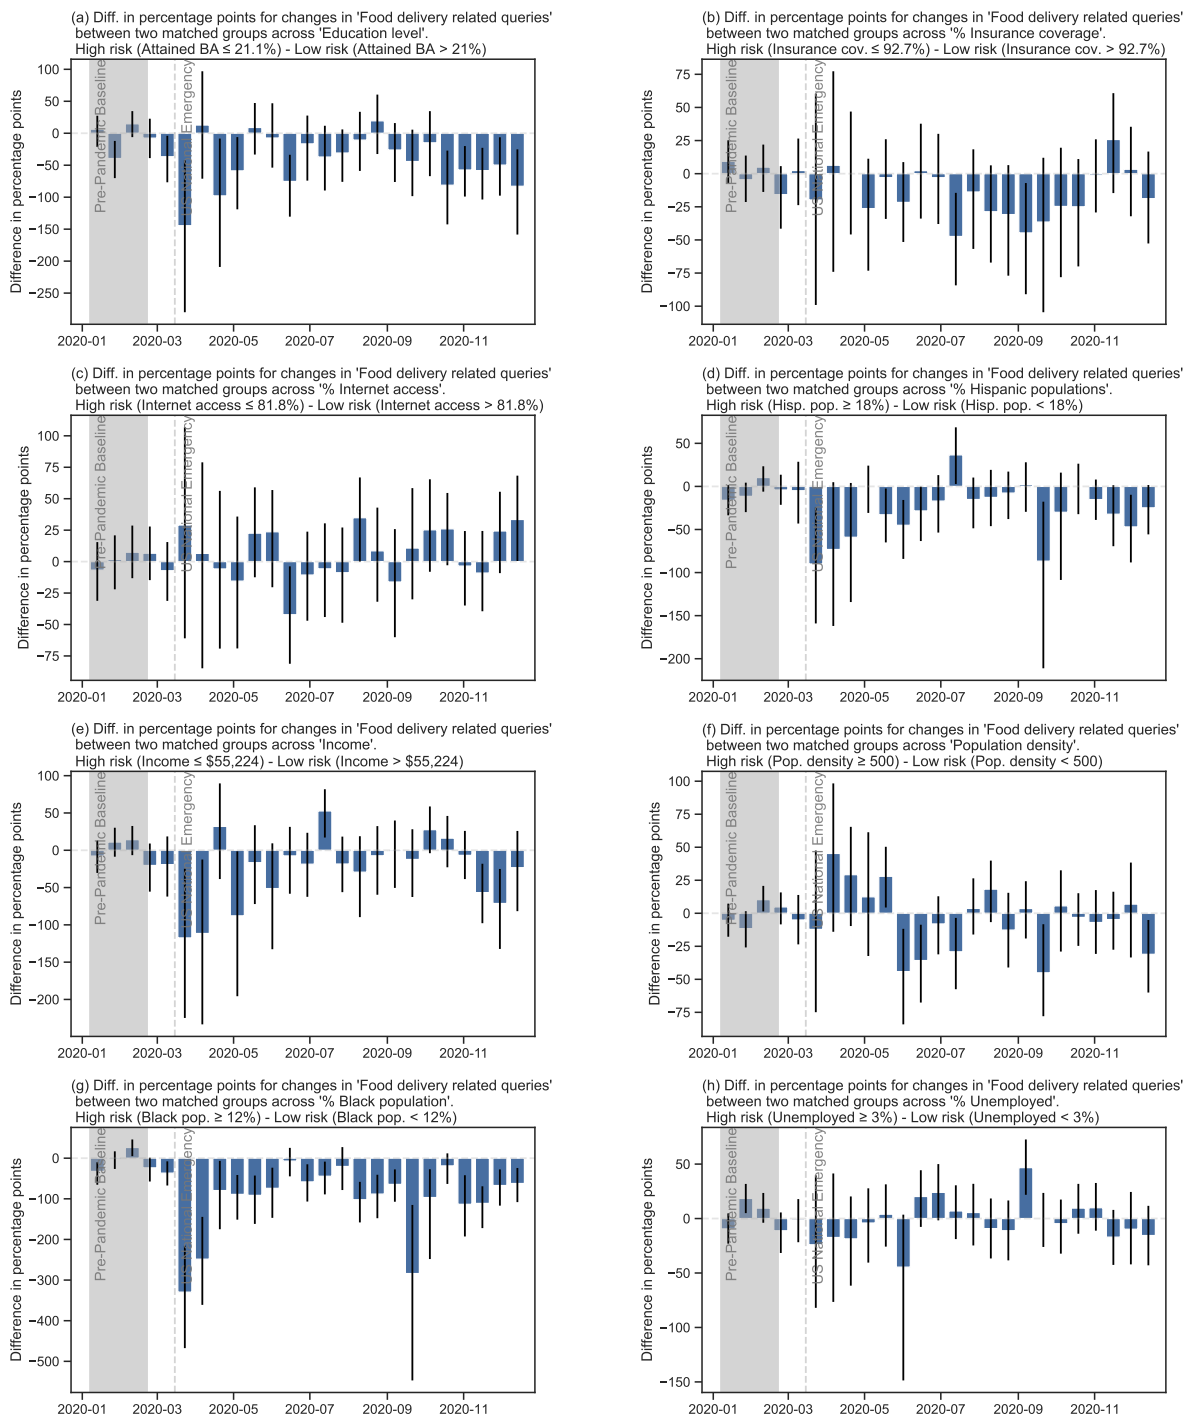 (a) Diff. in percentage points for changes in 'Food delivery related queries'
between two matched groups across 'Education level'.
High risk (Attained BA ≤ 21.1%) - Low risk (Attained BA > 21%)
Difference in percentage points
100
50
0
−50
−100
−150
−200
−250
Pre-Pandemic Baseline
US National Emergency
2020-01
2020-03
2020-05
2020-07
2020-09
2020-11
(b) Diff. in percentage points for changes in 'Food delivery related queries'
between two matched groups across '% Insurance coverage'.
High risk (Insurance cov. ≤ 92.7%) - Low risk (Insurance cov. > 92.7%)
Difference in percentage points
75
50
25
0
−25
−50
−75
−100
Pre-Pandemic Baseline
US National Emergency
2020-01
2020-03
2020-05
2020-07
2020-09
2020-11
(c) Diff. in percentage points for changes in 'Food delivery related queries'
between two matched groups across '% Internet access'.
High risk (Internet access ≤ 81.8%) - Low risk (Internet access > 81.8%)
Difference in percentage points
100
75
50
25
0
−25
−50
−75
Pre-Pandemic Baseline
US National Emergency
2020-01
2020-03
2020-05
2020-07
2020-09
2020-11
(d) Diff. in percentage points for changes in 'Food delivery related queries'
between two matched groups across '% Hispanic populations'.
High risk (Hisp. pop. ≥ 18%) - Low risk (Hisp. pop. < 18%)
Difference in percentage points
50
0
−50
−100
−150
−200
Pre-Pandemic Baseline
US National Emergency
2020-01
2020-03
2020-05
2020-07
2020-09
2020-11
(e) Diff. in percentage points for changes in 'Food delivery related queries'
between two matched groups across 'Income'.
High risk (Income ≤ $55,224) - Low risk (Income > $55,224)
Difference in percentage points
100
50
0
−50
−100
−150
−200
Pre-Pandemic Baseline
US National Emergency
2020-01
2020-03
2020-05
2020-07
2020-09
2020-11
(f) Diff. in percentage points for changes in 'Food delivery related queries'
between two matched groups across 'Population density'.
High risk (Pop. density ≥ 500) - Low risk (Pop. density < 500)
Difference in percentage points
100
75
50
25
0
−25
−50
−75
Pre-Pandemic Baseline
US National Emergency
2020-01
2020-03
2020-05
2020-07
2020-09
2020-11
(g) Diff. in percentage points for changes in 'Food delivery related queries'
between two matched groups across '% Black population'.
High risk (Black pop. ≥ 12%) - Low risk (Black pop. < 12%)
Difference in percentage points
0
−100
−200
−300
−400
−500
Pre-Pandemic Baseline
US National Emergency
2020-01
2020-03
2020-05
2020-07
2020-09
2020-11
(h) Diff. in percentage points for changes in 'Food delivery related queries'
between two matched groups across '% Unemployed'.
High risk (Unemployed ≥ 3%) - Low risk (Unemployed < 3%)
Difference in percentage points
50
0
−50
−100
−150
Pre-Pandemic Baseline
US National Emergency
2020-01
2020-03
2020-05
2020-07
2020-09
2020-11